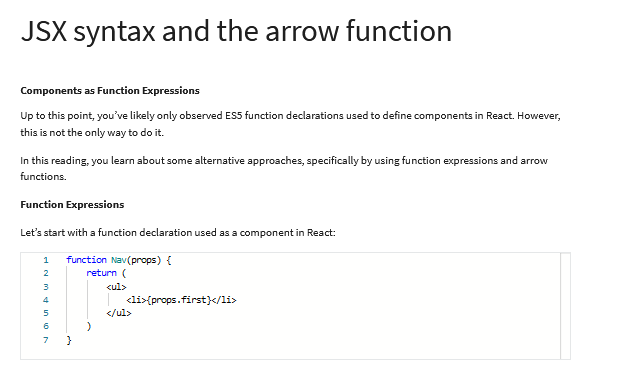 JSX syntax and the arrow function
Components as Function Expressions
Up to this point, you've likely only observed ES5 function declarations used to define components in React. However,
this is not the only way to do it.
In this reading, you learn about some alternative approaches, specifically by using function expressions and arrow
functions.
Function Expressions
Let's start with a function declaration used as a component in React:
1 function Nav(props) {
2 return (
3 <ul>
4 <li>{props.first}</li>
5 </ul>
6 )
7 }